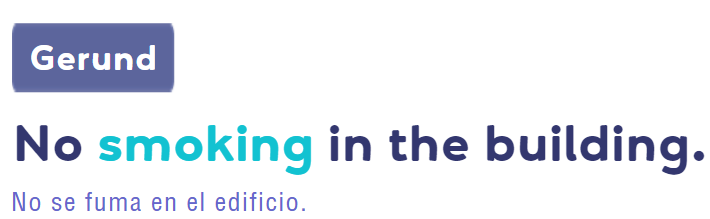 Gerund
No smoking in the building.
No se fuma en el edificio.